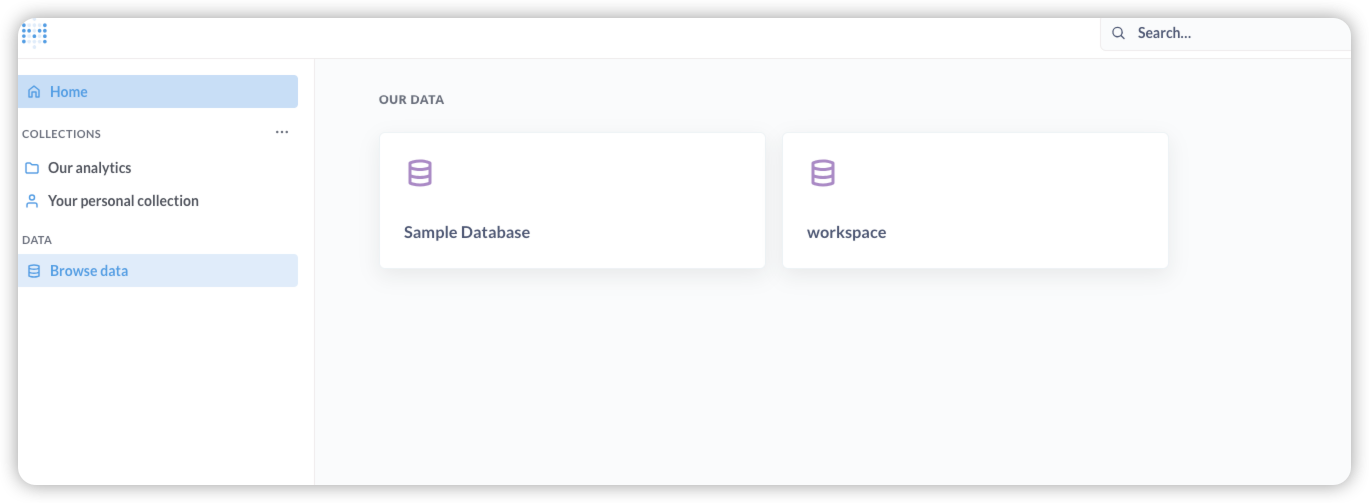 Search...
Home
COLLECTIONS
Our analytics
Your personal collection
DATA
Browse data
OUR DATA
Sample Database
workspace